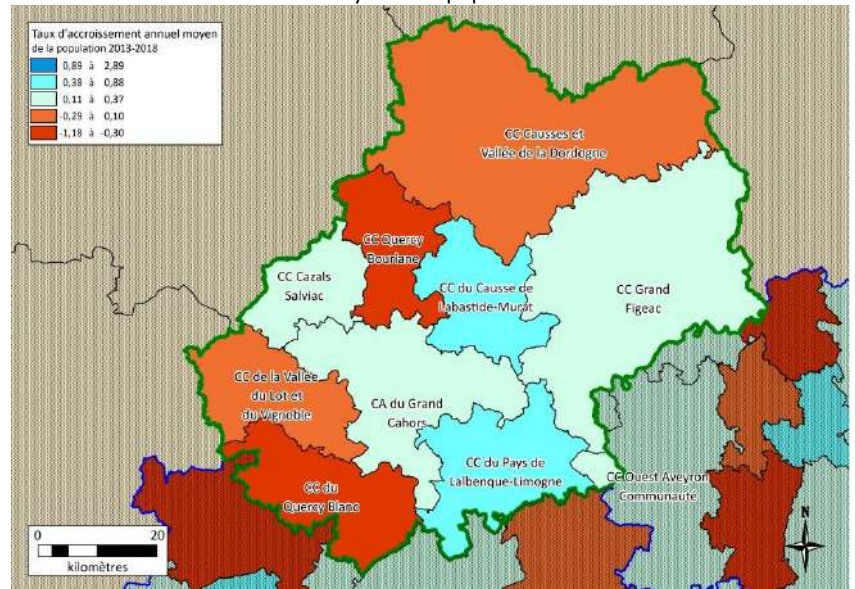 Taux d'accroissement annuel moyen
de la population 2013-2018
0,89 à 2,89
0,38 à 0,88
0,11 à 0,37
-0,29 à 0,10
-1,18 à -0,30
CC Causses et
Vallée de la Dordogne
CC Quercy
Bouriane
CC Cazals
Salviac
CC du Causse de
Labastide-Murat
CC Grand
Figeac
CC de la Vallée
du Lot et
du Vignoble
CA du Grand
Cahors
CC du Pays de
Lalbenque-Limogne
CC Ouest Aveyron
Communauté
CC du
Quercy Blanc
0 20
kilomètres
N